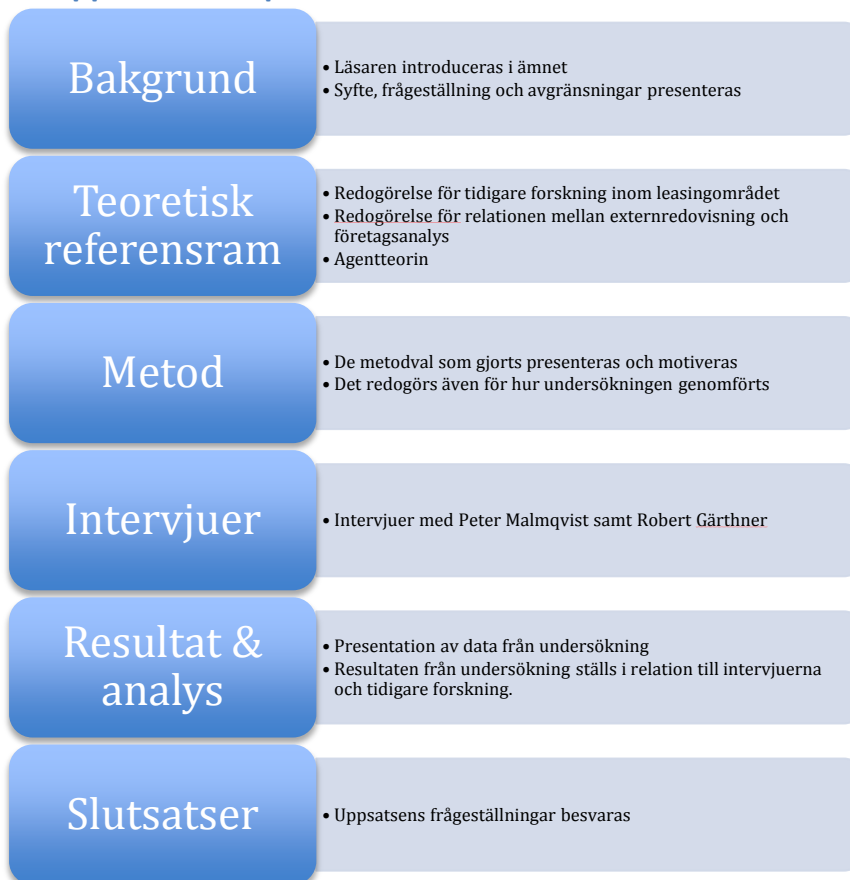 Bakgrund
• Läsaren introduceras i ämnet
• Syfte, frågeställning och avgränsningar presenteras
Teoretisk
referensram
• Redogörelse för tidigare forskning inom leasingområdet
• Redogörelse för relationen mellan externredovisning och
företagsanalys
• Agentteorin
Metod
• De metodval som gjorts presenteras och motiveras
• Det redogörs även för hur undersökningen genomförts
Intervjuer
• Intervjuer med Peter Malmqvist samt Robert Gärthner
Resultat &
analys
• Presentation av data från undersökning
• Resultaten från undersökning ställs i relation till intervjuerna
och tidigare forskning.
Slutsatser
• Uppsatsens frågeställningar besvaras